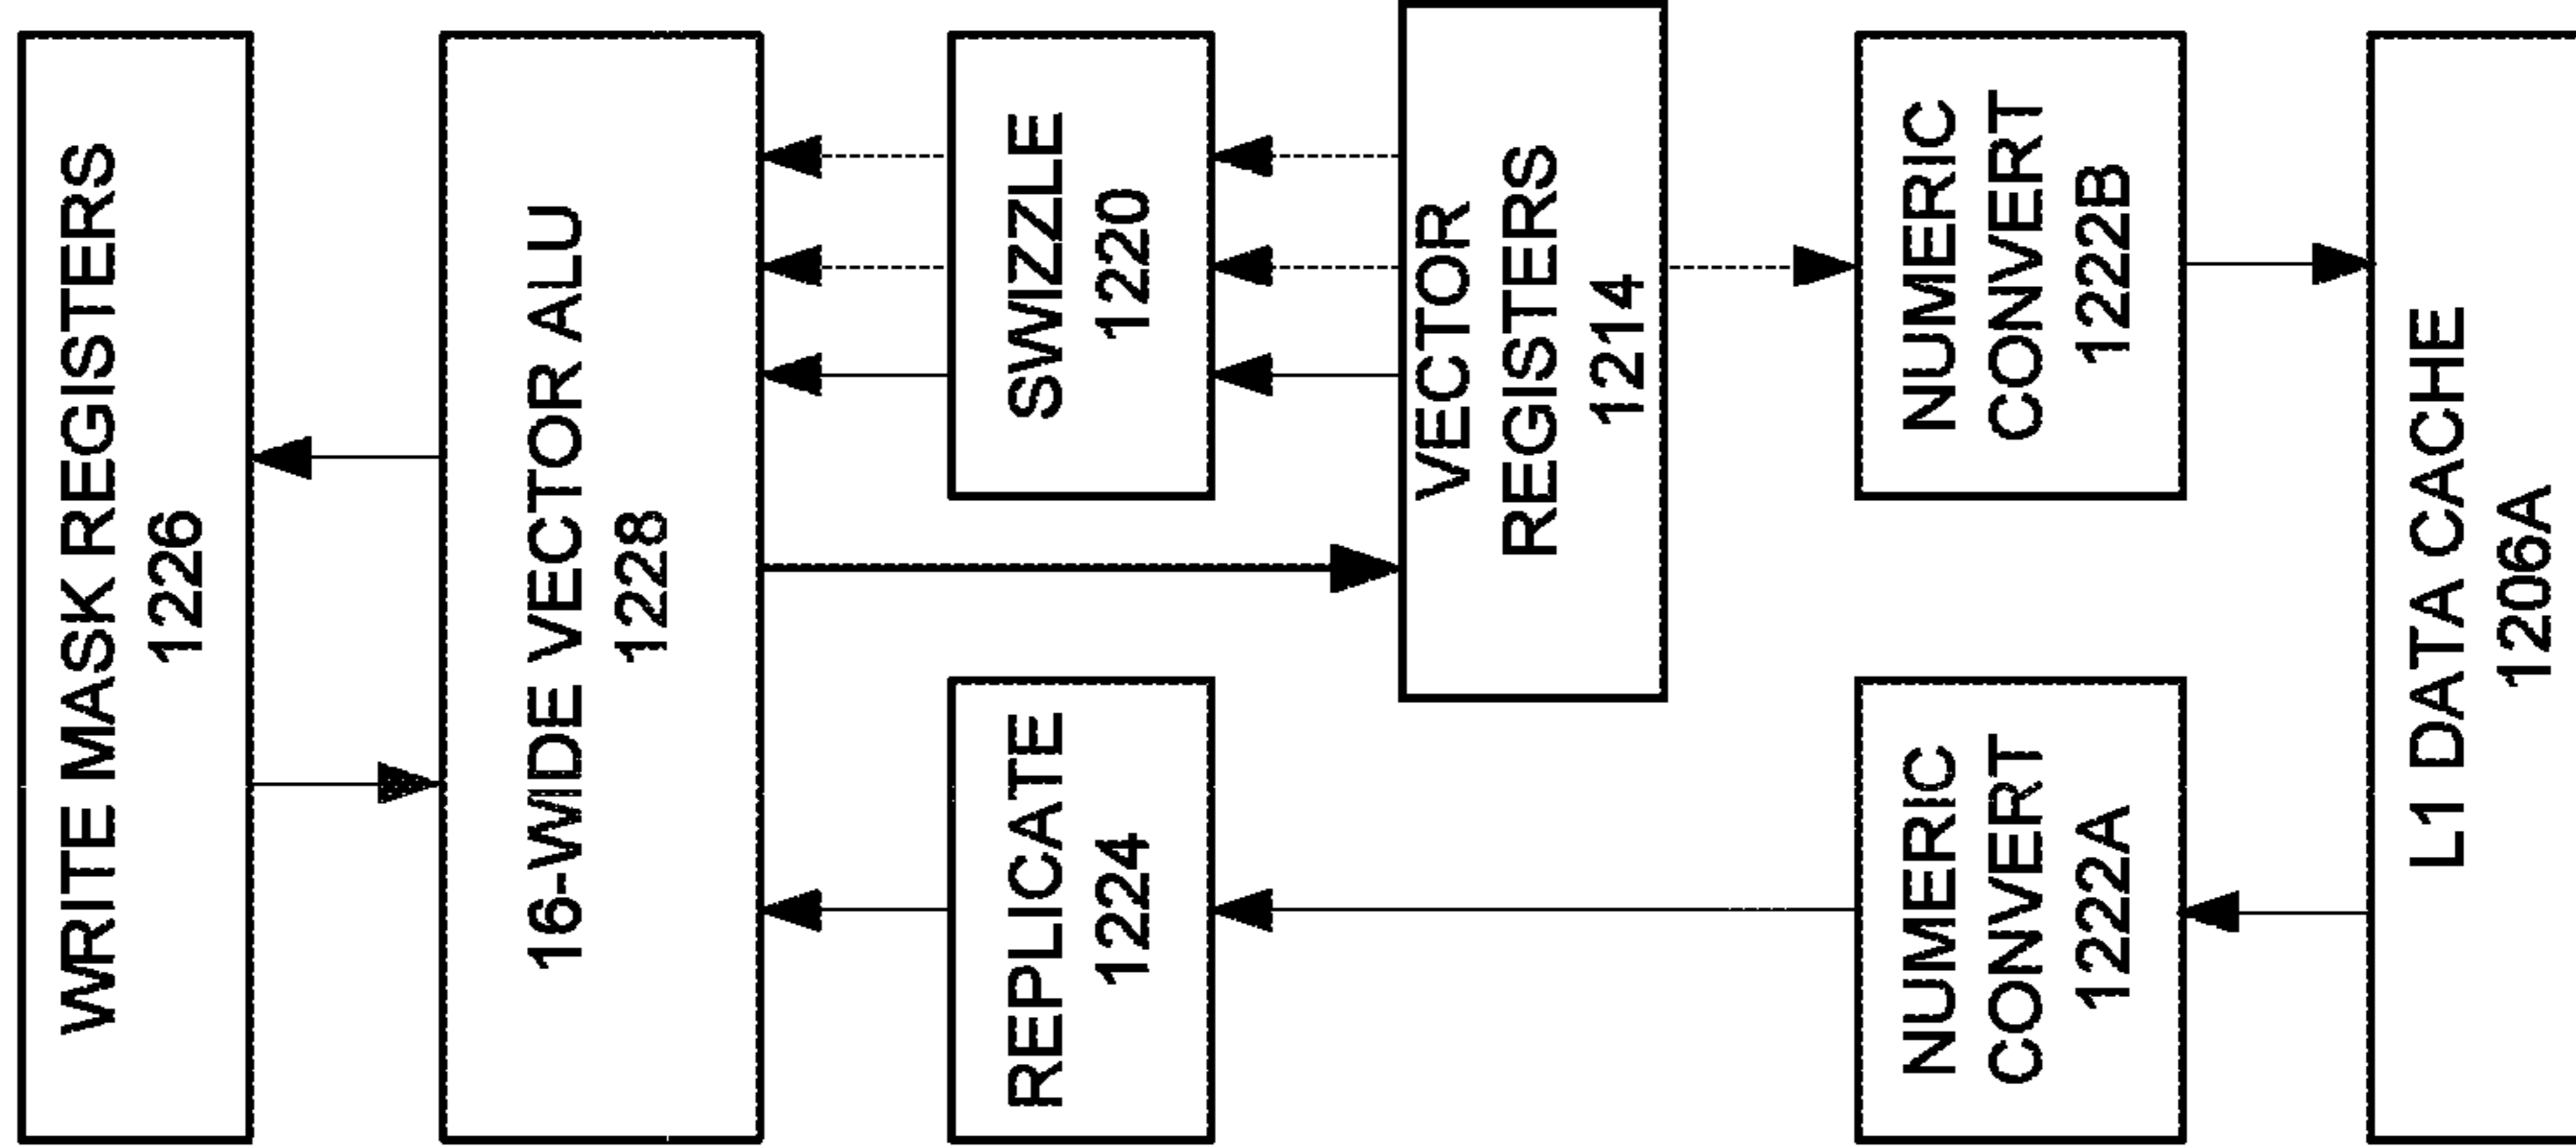 WRITE MASK REGISTERS
1226
16-WIDE VECTOR ALU
1228
REPLICATE
1224
SWIZZLE
1220
VECTOR
REGISTERS
1214
NUMERIC
CONVERT
1222A
NUMERIC
CONVERT
1222B
L1 DATA CACHE
1206A